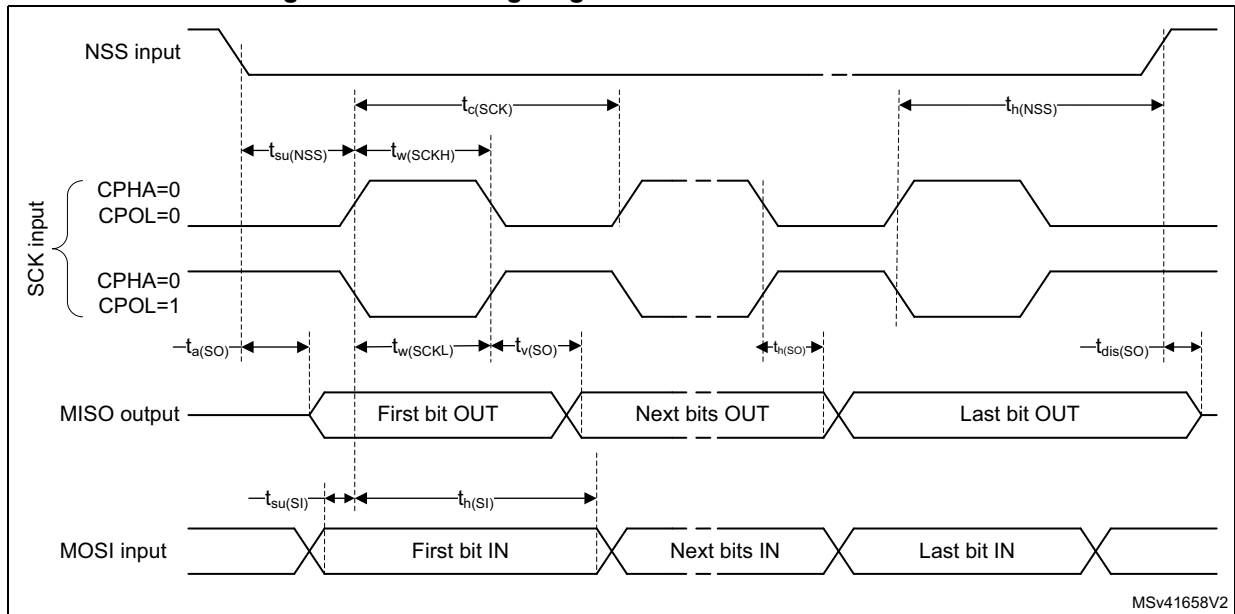 NSS input
tc(SCK)
th(NSS)
tsu(NSS)
tw(SCKH)
SCK input
CPHA=0
CPOL=0
CPHA=0
CPOL=1
ta(SO)
tw(SCKL)
tv(SO)
th(SO)
tdis(SO)
MISO output
First bit OUT
Next bits OUT
Last bit OUT
tsu(SI)
th(SI)
MOSI input
First bit IN
Next bits IN
Last bit IN
MSv41658V2